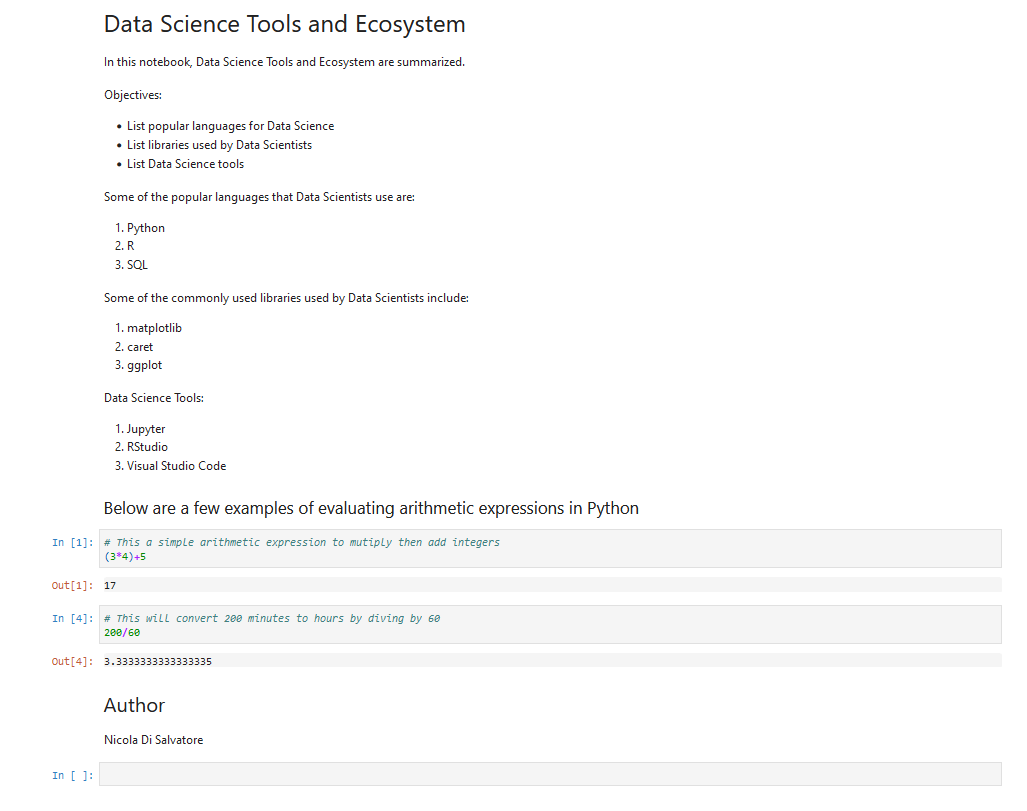 Data Science Tools and Ecosystem
In this notebook, Data Science Tools and Ecosystem are summarized.
Objectives:
• List popular languages for Data Science
• List libraries used by Data Scientists
• List Data Science tools
Some of the popular languages that Data Scientists use are:
1. Python
2. R
3. SQL
Some of the commonly used libraries used by Data Scientists include:
1. matplotlib
2. caret
3. ggplot
Data Science Tools:
1. Jupyter
2. RStudio
3. Visual Studio Code
Below are a few examples of evaluating arithmetic expressions in Python
In [1]: # This a simple arithmetic expression to mutiply then add integers
(3*4)+5
Out[1]: 17
In [4]: # This will convert 200 minutes to hours by diving by 60
200/60
Out[4]: 3.3333333333333335
Author
Nicola Di Salvatore
In [ ]: